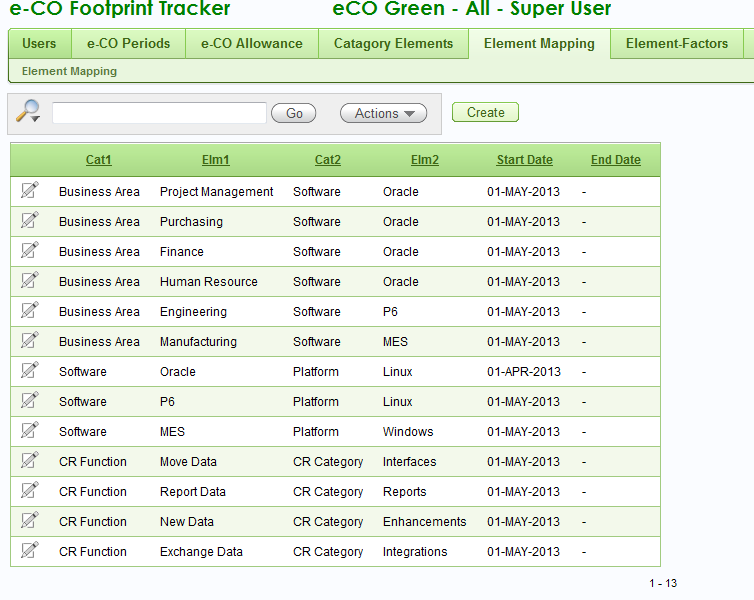 e-CO Footprint Tracker eCO Green - All - Super User
Users e-CO Periods e-CO Allowance Catagory Elements Element Mapping Element-Factors
Element Mapping
Go Actions Create
Cat1 Elm1 Cat2 Elm2 Start Date End Date
Business Area Project Management Software Oracle 01-MAY-2013 -
Business Area Purchasing Software Oracle 01-MAY-2013 -
Business Area Finance Software Oracle 01-MAY-2013 -
Business Area Human Resource Software Oracle 01-MAY-2013 -
Business Area Engineering Software P6 01-MAY-2013 -
Business Area Manufacturing Software MES 01-MAY-2013 -
Software Oracle Platform Linux 01-APR-2013 -
Software P6 Platform Linux 01-MAY-2013 -
Software MES Platform Windows 01-MAY-2013 -
CR Function Move Data CR Category Interfaces 01-MAY-2013 -
CR Function Report Data CR Category Reports 01-MAY-2013 -
CR Function New Data CR Category Enhancements 01-MAY-2013 -
CR Function Exchange Data CR Category Integrations 01-MAY-2013 -
1 - 13